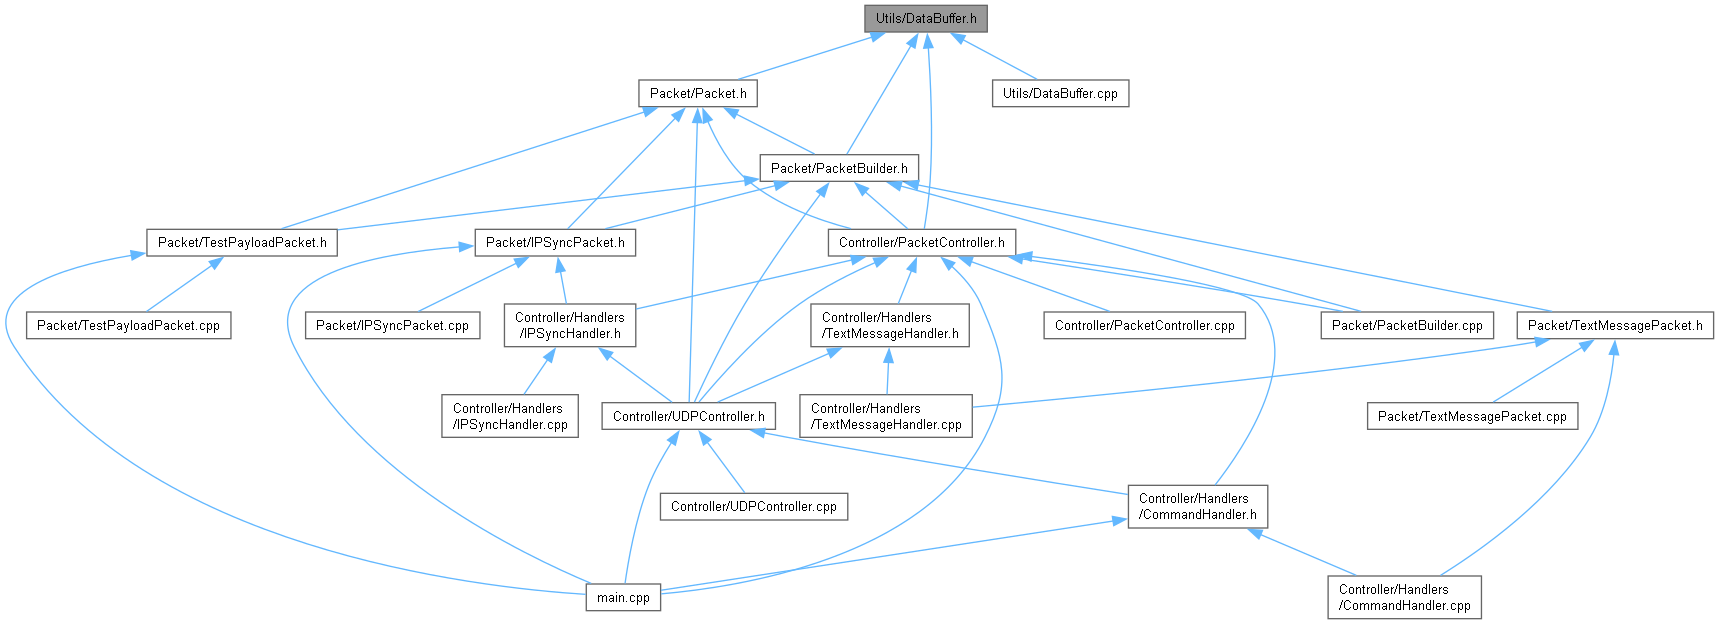 Utils/DataBuffer.h
Packet/Packet.h
Utils/DataBuffer.cpp
Packet/PacketBuilder.h
Packet/TestPayloadPacket.h
Packet/IPSyncPacket.h
Controller/PacketController.h
Packet/TestPayloadPacket.cpp
Packet/IPSyncPacket.cpp
Controller/Handlers
/IPSyncHandler.h
Controller/Handlers
/TextMessageHandler.h
Controller/PacketController.cpp
Packet/PacketBuilder.cpp
Packet/TextMessagePacket.h
Controller/Handlers
/IPSyncHandler.cpp
Controller/UDPController.h
Controller/Handlers
/TextMessageHandler.cpp
Packet/TextMessagePacket.cpp
Controller/UDPController.cpp
Controller/Handlers
/CommandHandler.h
main.cpp
Controller/Handlers
/CommandHandler.cpp